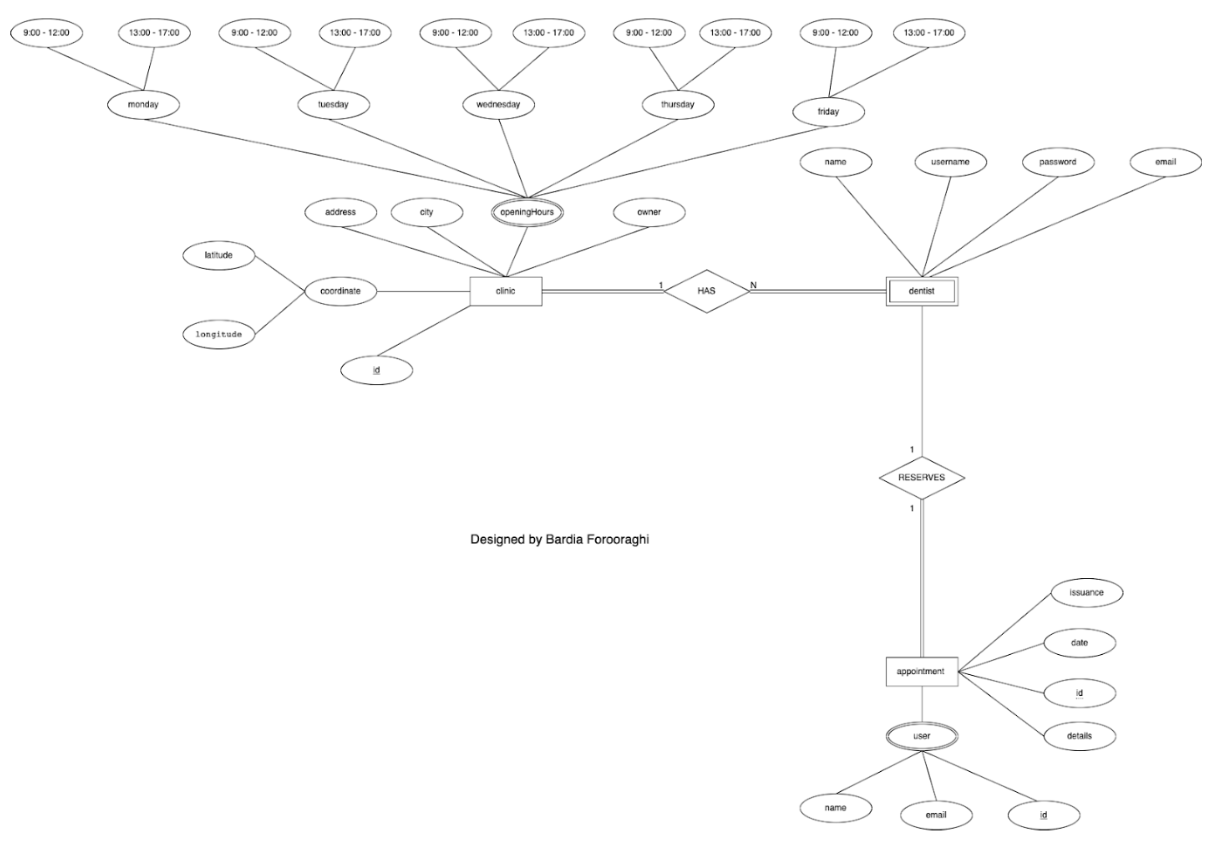 9:00 - 12:00
13:00 - 17:00
9:00 - 12:00
13:00 - 17:00
9:00 - 12:00
13:00 - 17:00
9:00 - 12:00
13:00 - 17:00
9:00 - 12:00
13:00 - 17:00
monday
tuesday
wednesday
thursday
friday
name
username
password
email
address
city
openingHours
owner
latitude
coordinate
clinic
1
HAS
N
dentist
longitude
id
1
RESERVES
1
Designed by Bardia Forooraghi
issuance
date
appointment
id
user
details
name
email
id